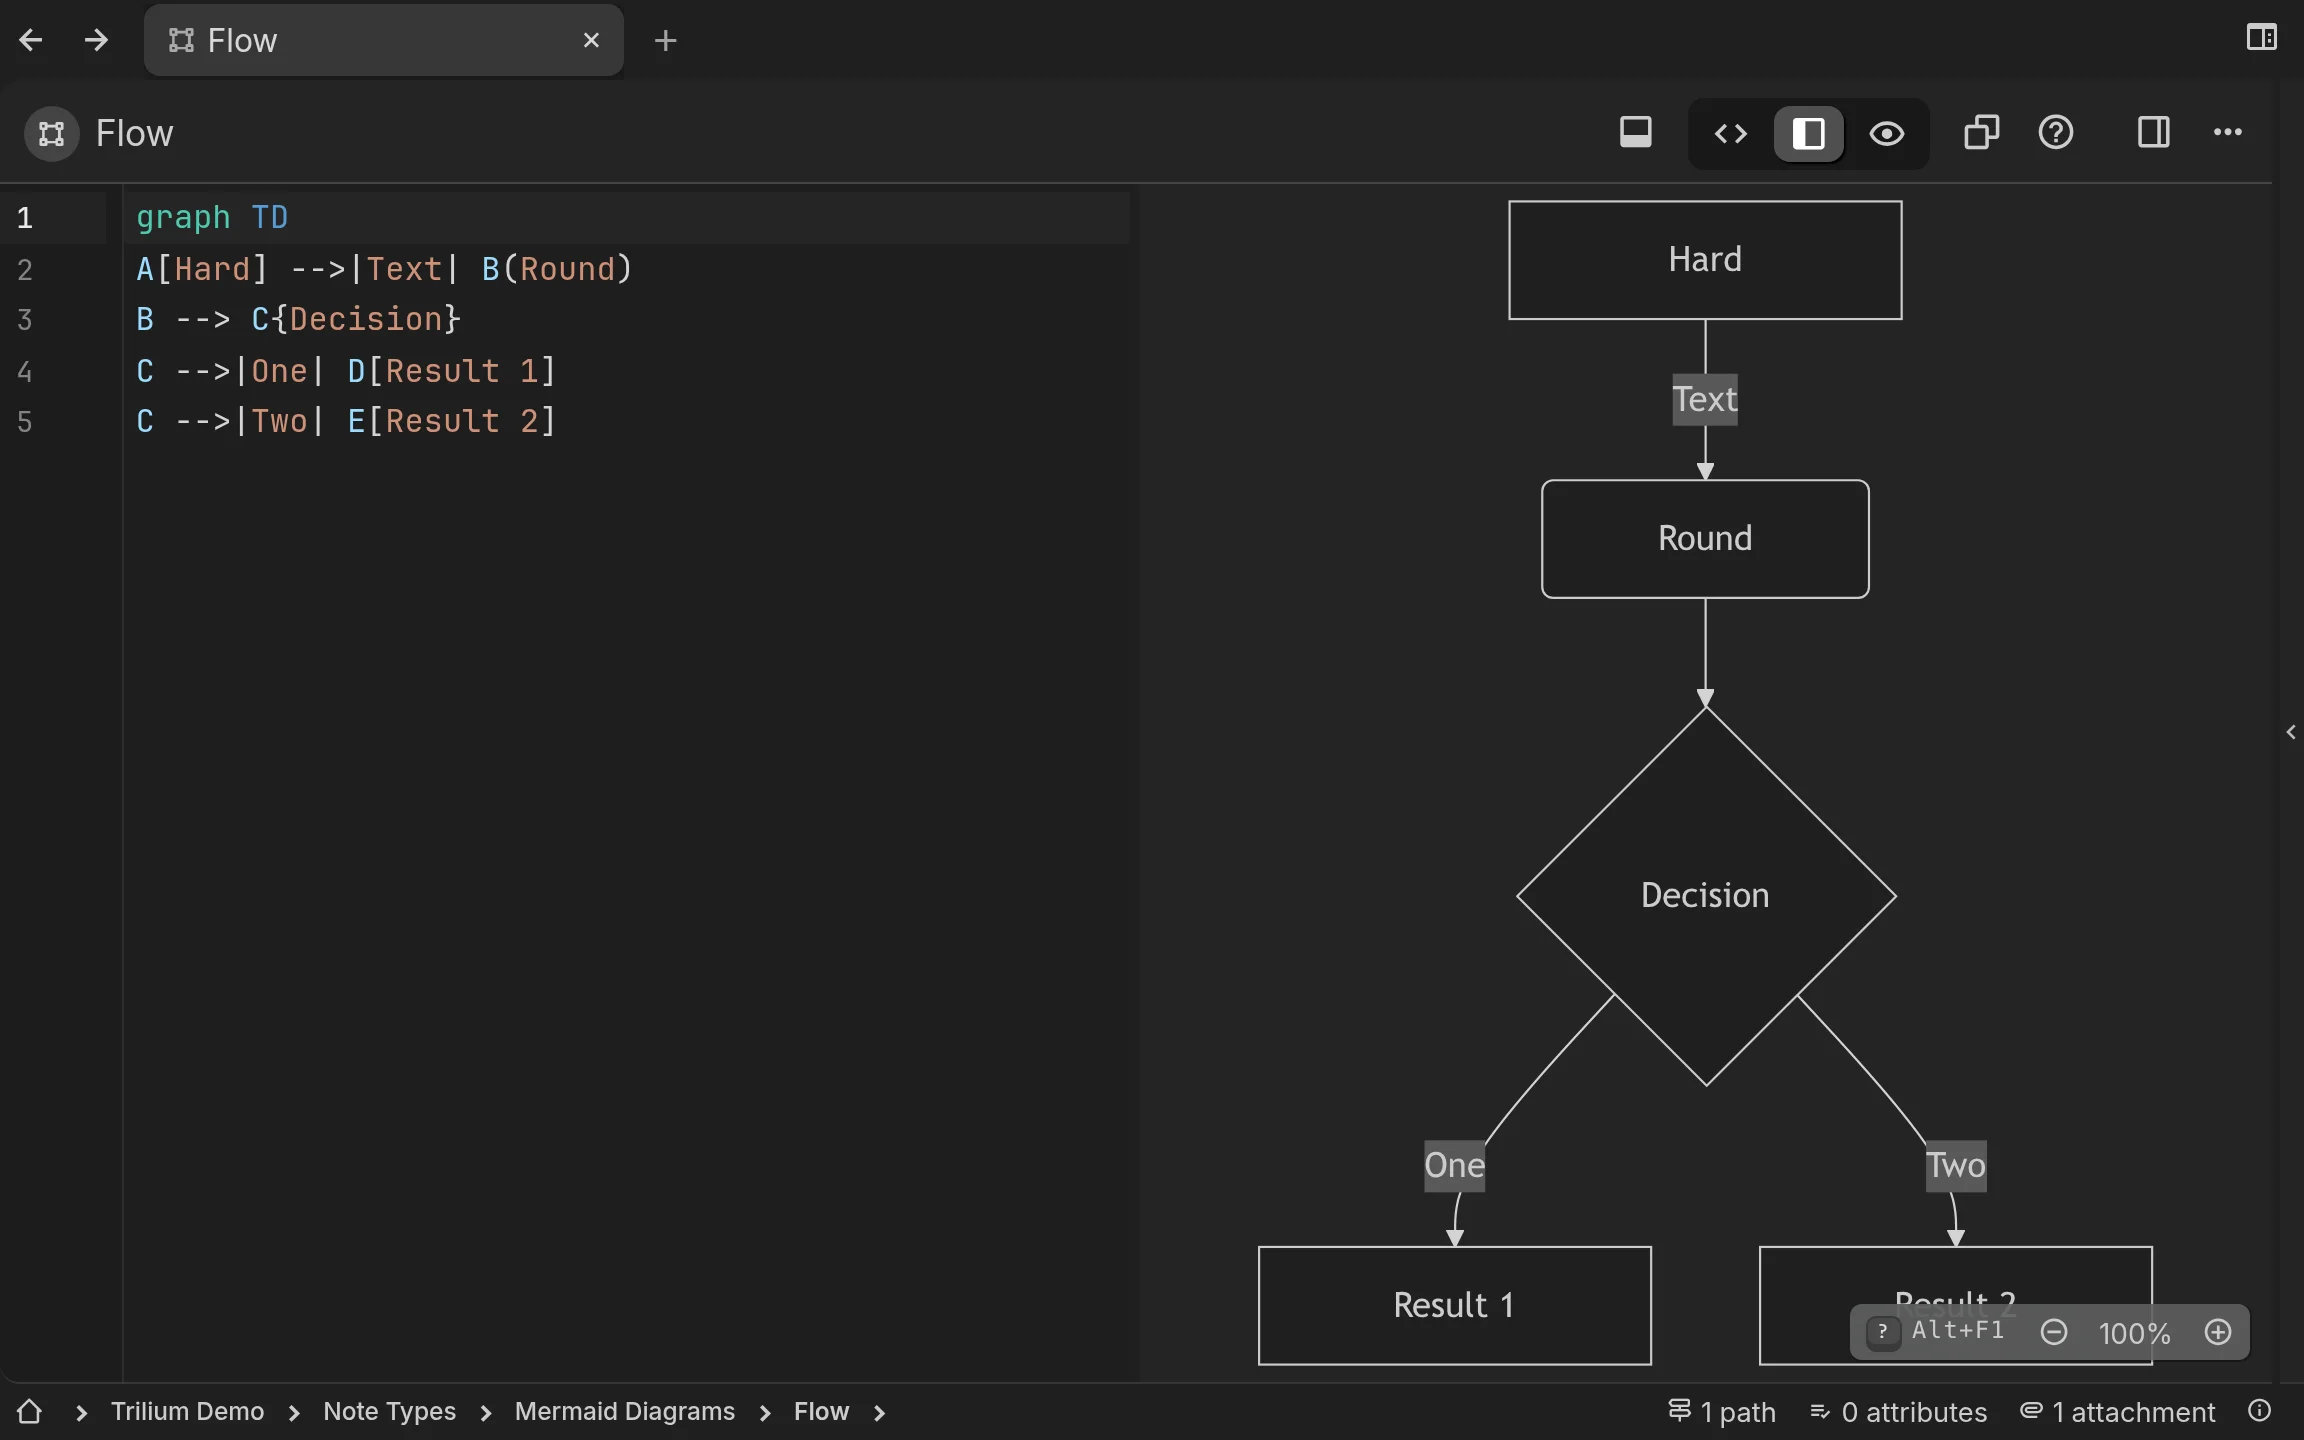 Flow
Flow
1 graph TD
2 A[Hard] -->|Text| B(Round)
3 B --> C{Decision}
4 C -->|One| D[Result 1]
5 C -->|Two| E[Result 2]
Hard
Text
Round
Decision
One Two
Result 1 Result 2
? Alt+F1 100%
Trilium Demo Note Types Mermaid Diagrams Flow 1 path 0 attributes 1 attachment